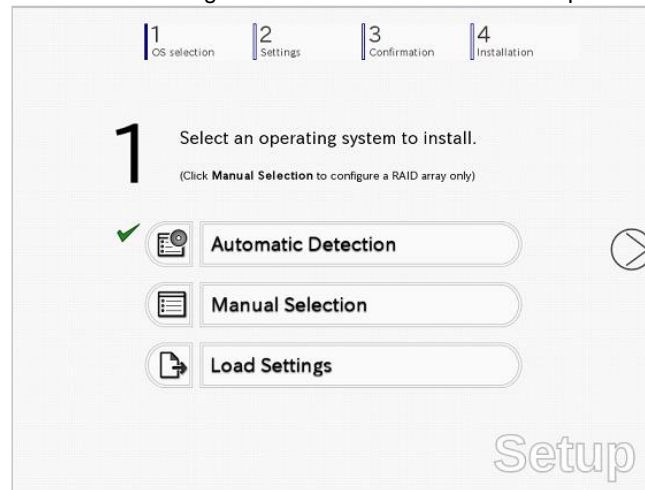 1 2 3 4
OS selection Settings Confirmation Installation
1 Select an operating system to install.
(Click Manual Selection to configure a RAID array only)
Automatic Detection
Manual Selection
Load Settings
Setup